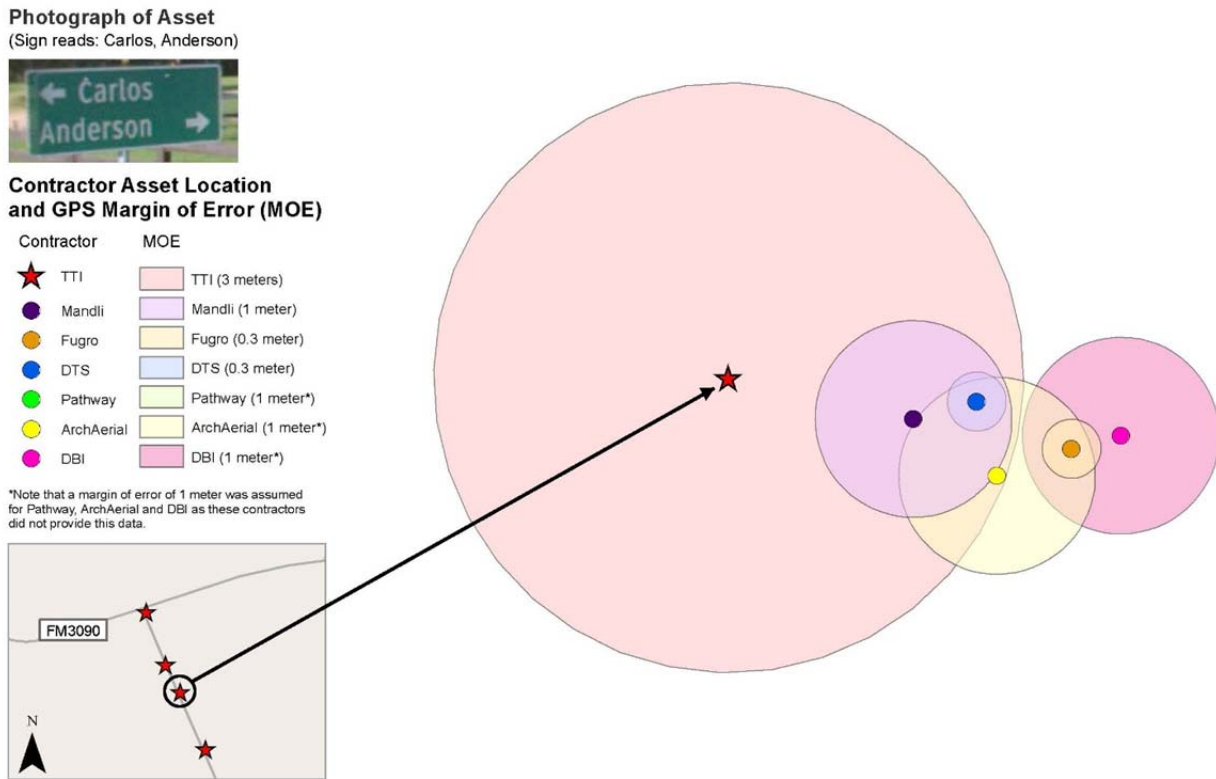 Photograph of Asset
(Sign reads: Carlos, Anderson)
← Carlos
Anderson →
Contractor Asset Location
and GPS Margin of Error (MOE)
Contractor MOE
TTI TTI (3 meters)
Mandli Mandli (1 meter)
Fugro Fugro (0.3 meter)
DTS DTS (0.3 meter)
Pathway Pathway (1 meter*)
ArchAerial ArchAerial (1 meter*)
DBI DBI (1 meter*)
*Note that a margin of error of 1 meter was assumed
for Pathway, ArchAerial and DBI as these contractors
did not provide this data.
FM3090
N